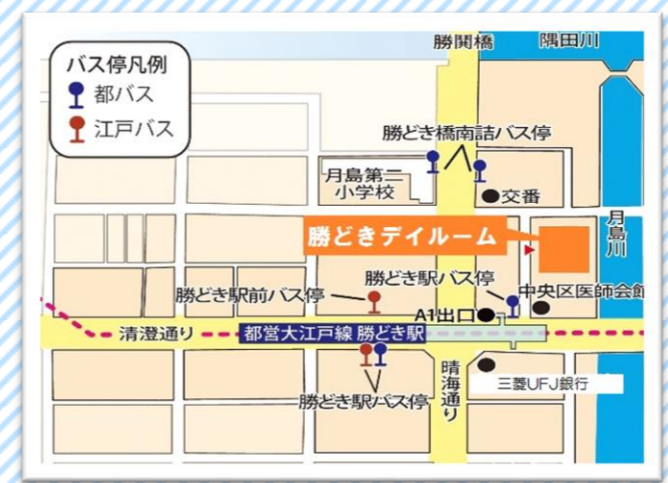 勝関橋
隅田川
バス停凡例
都バス
江戸バス
勝どき橋南詰バス停
月島第二
小学校
交番
月島川
勝どきデイルーム
勝どき駅バス停
勝どき駅前バス停
中央区医師会館
A1出口
清澄通り
都営大江戸線 勝どき駅
晴海通り
三菱UFJ銀行
勝どき駅バス停